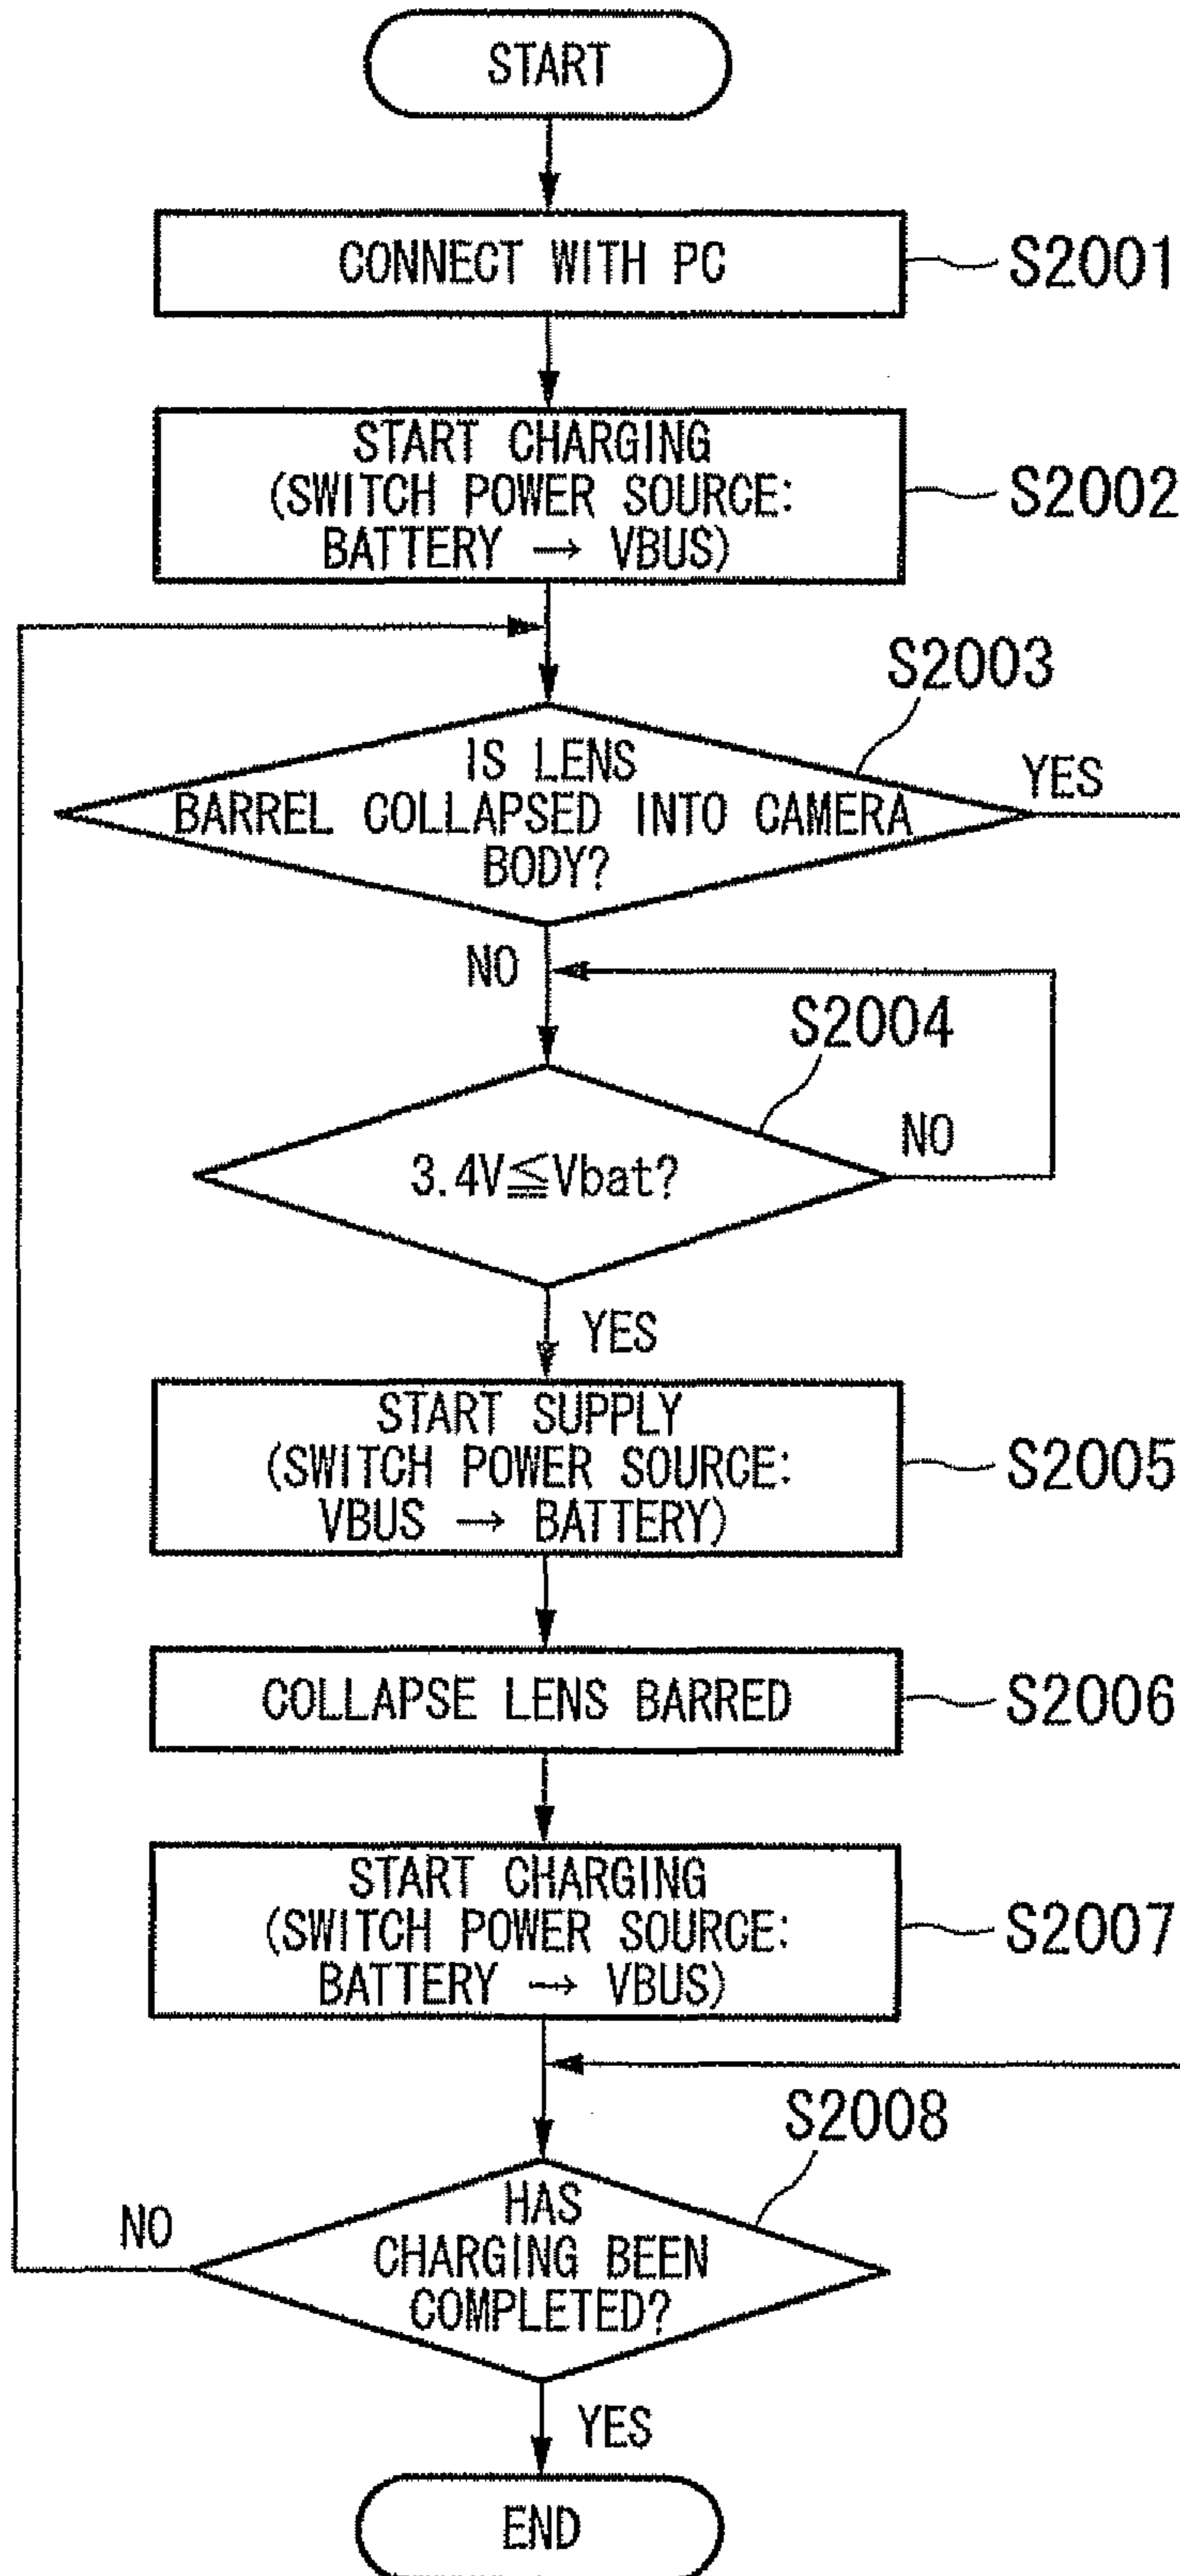 START
CONNECT WITH PC
S2001
START CHARGING
(SWITCH POWER SOURCE:
BATTERY → VBUS)
S2002
S2003
IS LENS
BARREL COLLAPSED INTO CAMERA
BODY?
YES
NO
S2004
3.4V≦Vbat?
NO
YES
START SUPPLY
(SWITCH POWER SOURCE:
VBUS → BATTERY)
S2005
COLLAPSE LENS BARRED
S2006
START CHARGING
(SWITCH POWER SOURCE:
BATTERY → VBUS)
S2007
S2008
HAS
CHARGING BEEN
COMPLETED?
NO
YES
END